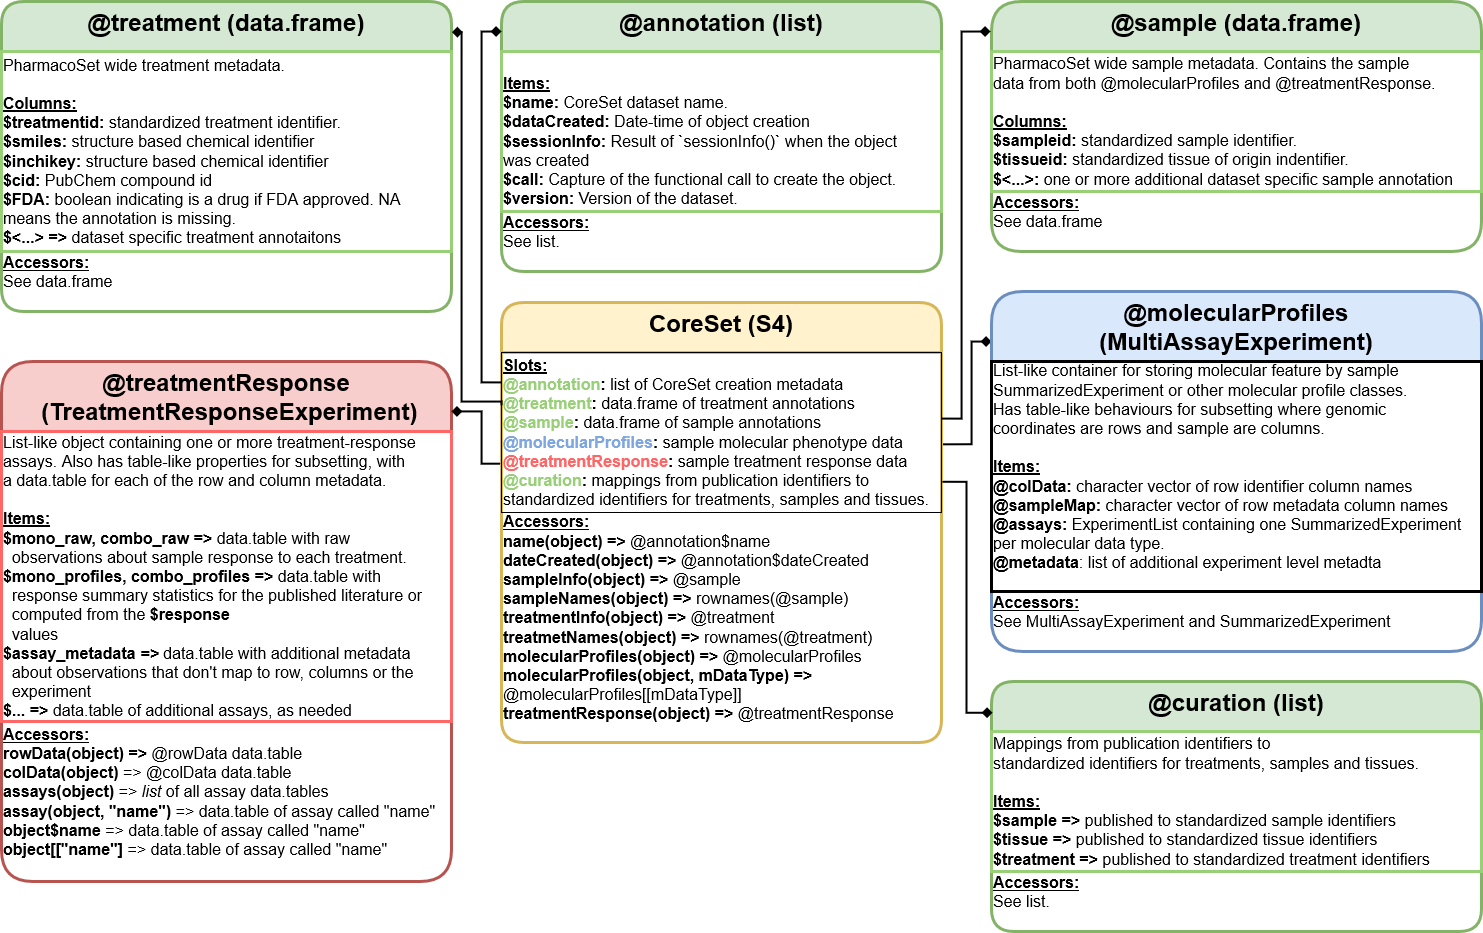 @treatment (data.frame)
PharmacoSet wide treatment metadata.
Columns:
$treatmentid: standardized treatment identifier.
$smiles: structure based chemical identifier
$inchikey: structure based chemical identifier
$cid: PubChem compound id
$FDA: boolean indicating is a drug if FDA approved. NA
means the annotation is missing.
$<...> => dataset specific treatment annotaitons
Accessors:
See data.frame
@annotation (list)
Items:
$name: CoreSet dataset name.
$dataCreated: Date-time of object creation
$sessionInfo: Result of `sessionInfo()` when the object
was created
$call: Capture of the functional call to create the object.
$version: Version of the dataset.
Accessors:
See list.
@sample (data.frame)
PharmacoSet wide sample metadata. Contains the sample
data from both @molecularProfiles and @treatmentResponse.
Columns:
$sampleid: standardized sample identifier.
$tissueid: standardized tissue of origin indentifier.
$<...>: one or more additional dataset specific sample annotation
Accessors:
See data.frame
@treatmentResponse
(TreatmentResponseExperiment)
List-like object containing one or more treatment-response
assays. Also has table-like properties for subsetting, with
a data.table for each of the row and column metadata.
Items:
$mono_raw, combo_raw => data.table with raw
observations about sample response to each treatment.
$mono_profiles, combo_profiles => data.table with
response summary statistics for the published literature or
computed from the $response
values
$assay_metadata => data.table with additional metadata
about observations that don't map to row, columns or the
experiment
$... => data.table of additional assays, as needed
Accessors:
rowData(object) => @rowData data.table
colData(object) => @colData data.table
assays(object) => list of all assay data.tables
assay(object, "name") => data.table of assay called "name"
object$name => data.table of assay called "name"
object[["name"] => data.table of assay called "name"
CoreSet (S4)
Slots:
@annotation: list of CoreSet creation metadata
@treatment: data.frame of treatment annotations
@sample: data.frame of sample annotations
@molecularProfiles: sample molecular phenotype data
@treatmentResponse: sample treatment response data
@curation: mappings from publication identifiers to
standardized identifiers for treatments, samples and tissues.
Accessors:
name(object) => @annotation$name
dateCreated(object) => @annotation$dateCreated
sampleInfo(object) => @sample
sampleNames(object) => rownames(@sample)
treatmentInfo(object) => @treatment
treatmetNames(object) => rownames(@treatment)
molecularProfiles(object) => @molecularProfiles
molecularProfiles(object, mDataType) =>
@molecularProfiles[[mDataType]]
treatmentResponse(object) => @treatmentResponse
@molecularProfiles
(MultiAssayExperiment)
List-like container for storing molecular feature by sample
SummarizedExperiment or other molecular profile classes.
Has table-like behaviours for subsetting where genomic
coordinates are rows and sample are columns.
Items:
@colData: character vector of row identifier column names
@sampleMap: character vector of row metadata column names
@assays: ExperimentList containing one SummarizedExperiment
per molecular data type.
@metadata: list of additional experiment level metadta
Accessors:
See MultiAssayExperiment and SummarizedExperiment
@curation (list)
Mappings from publication identifiers to
standardized identifiers for treatments, samples and tissues.
Items:
$sample => published to standardized sample identifiers
$tissue => published to standardized tissue identifiers
$treatment => published to standardized treatment identifiers
Accessors:
See list.